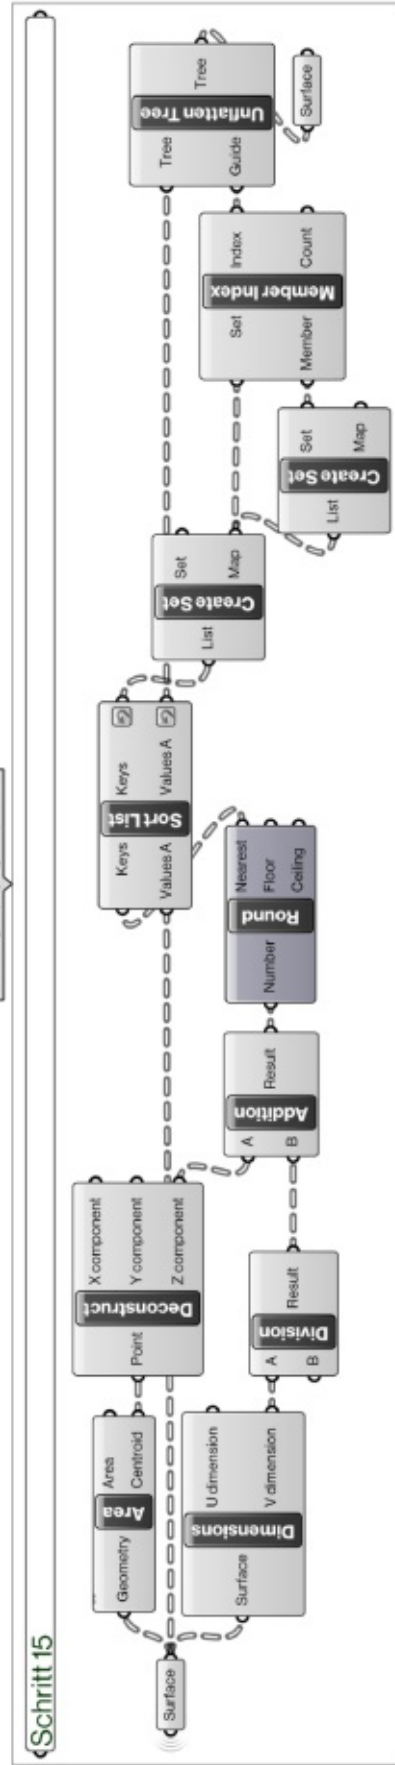 Schritt 15
Surface
Geometry
Area
Area
Centroid
Surface
Dimensions
U dimension
V dimension
Point
Deconstruct
X component
Y component
Z component
A
B
Division
Result
A
B
Addition
Result
Number
Round
Nearest
Floor
Ceiling
Keys
Values A
Sort List
Keys
Values A
List
Create Set
Set
Map
List
Create Set
Set
Map
Set
Member
Member Index
Index
Count
Tree
Guide
Unflatten Tree
Tree
Surface